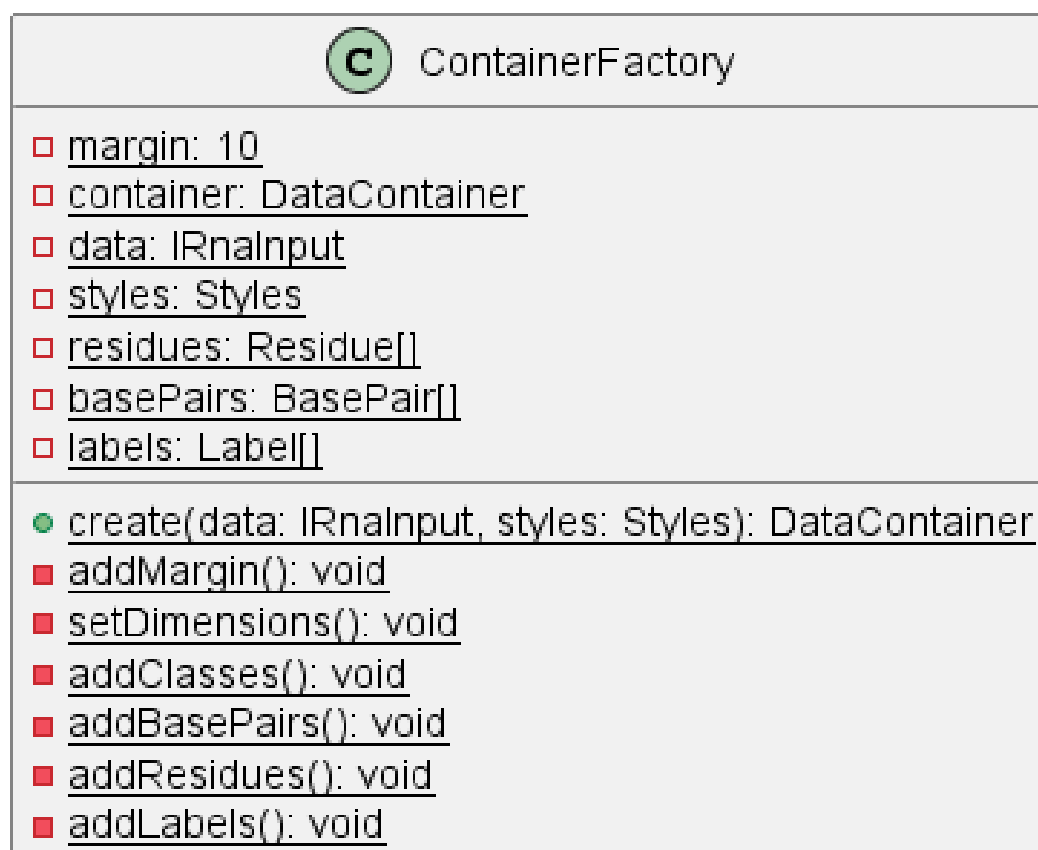 C ContainerFactory
margin: 10
container: DataContainer
data: IRnaInput
styles: Styles
residues: Residue[]
basePairs: BasePair[]
labels: Label[]
create(data: IRnaInput, styles: Styles): DataContainer
addMargin(): void
setDimensions(): void
addClasses(): void
addBasePairs(): void
addResidues(): void
addLabels(): void